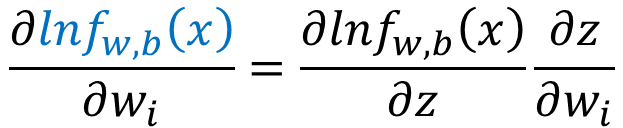 ∂lnf_{w,b}(x)/∂w_i = ∂lnf_{w,b}(x)/∂z ∂z/∂w_i